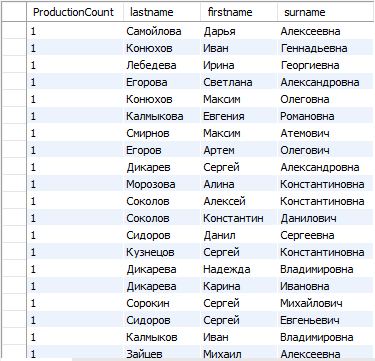 ProductionCount lastname firstname surname
1 Самойлова Дарья Алексеевна
1 Конюхов Иван Геннадьевна
1 Лебедева Ирина Георгиевна
1 Егорова Светлана Александровна
1 Конюхов Максим Олеговна
1 Калмыкова Евгения Романовна
1 Смирнов Максим Атемович
1 Егоров Артем Олегович
1 Дикарев Сергей Александровна
1 Морозова Алина Константиновна
1 Соколов Алексей Константиновна
1 Соколов Константин Данилович
1 Сидоров Данил Сергеевна
1 Кузнецов Сергей Константиновна
1 Дикарева Надежда Владимировна
1 Дикарева Карина Ивановна
1 Сорокин Сергей Михайлович
1 Сидоров Сергей Евгеньевич
1 Калмыков Иван Владимировна
1 Зайцев Михаил Алексеевна